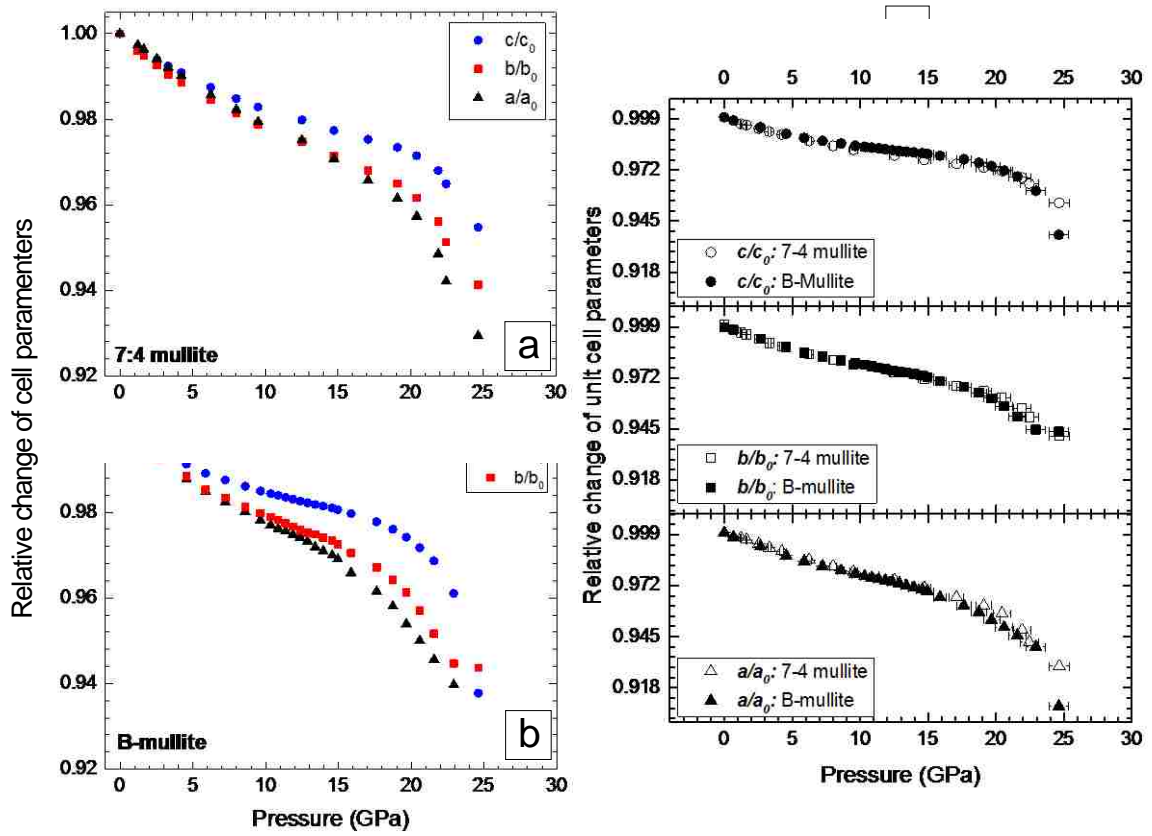 Relative change of cell paramenters
1.00
0.98
0.96
0.94
0.92
c/c0
b/b0
a/a0
a
7:4 mullite
0 5 10 15 20 25 30
b/b0
0.98
0.96
0.94
0.92
b
B-mullite
0 5 10 15 20 25 30
Pressure (GPa)
Relative change of unit cell parameters
0 5 10 15 20 25 30
0.999
0.972
0.945
0.918
c/c0: 7-4 mullite
c/c0: B-Mullite
0.999
0.972
0.945
0.918
b/b0: 7-4 mullite
b/b0: B-mullite
0.999
0.972
0.945
0.918
a/a0: 7-4 mullite
a/a0: B-mullite
0 5 10 15 20 25 30
Pressure (GPa)